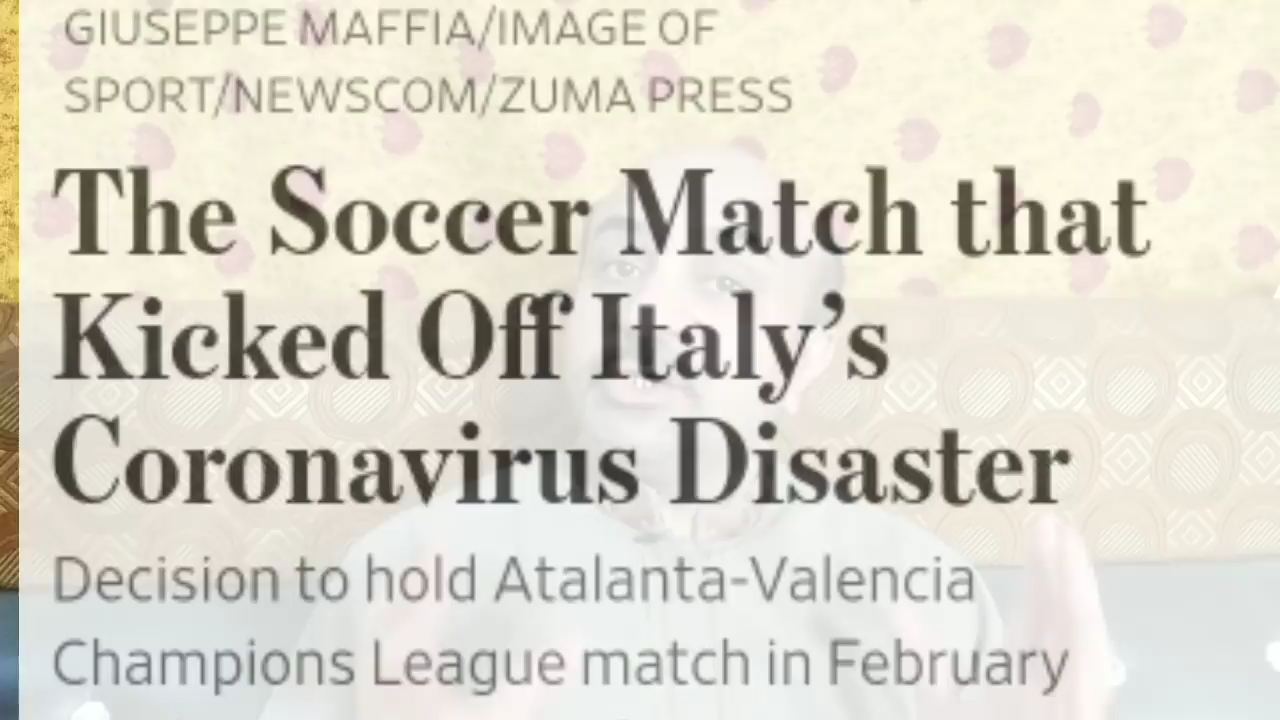 GIUSEPPE MAFFIA/IMAGE OF
SPORT/NEWSCOM/ZUMA PRESS
The Soccer Match that
Kicked Off Italy’s
Coronavirus Disaster
Decision to hold Atalanta-Valencia
Champions League match in February